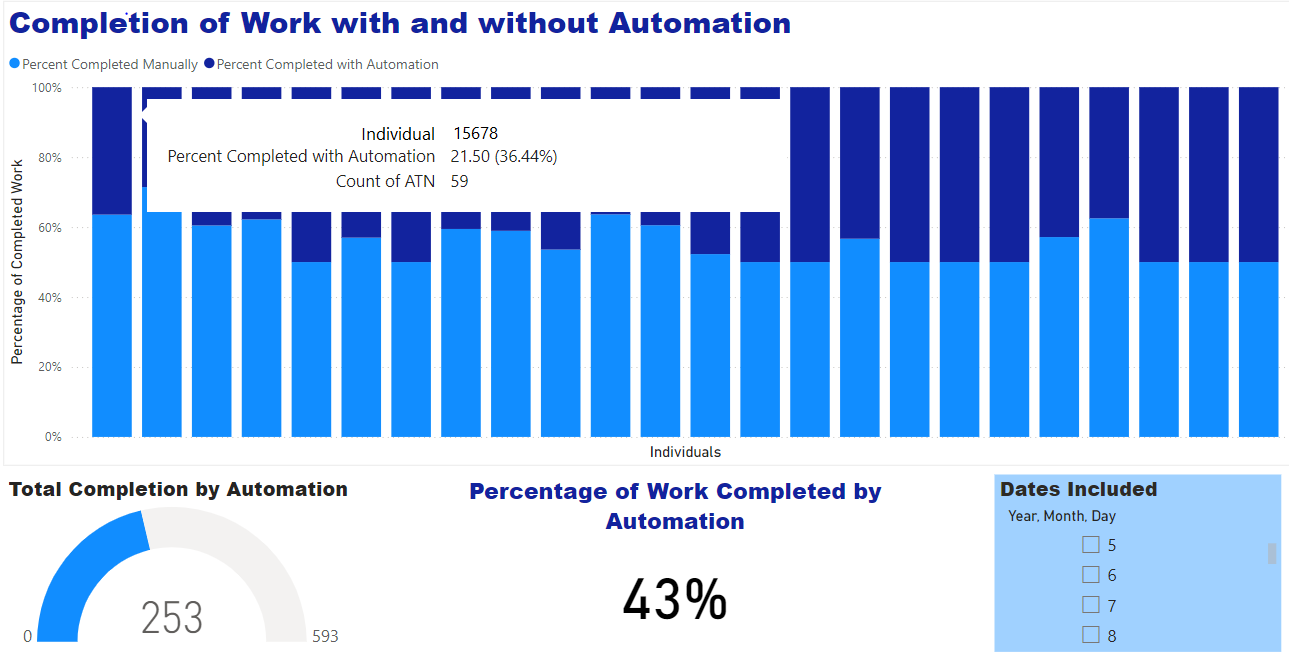 Completion of Work with and without Automation
Percent Completed Manually Percent Completed with Automation
100%
80%
60%
40%
20%
0%
Percentage of Completed Work
Individual 15678
Percent Completed with Automation 21.50 (36.44%)
Count of ATN 59
Individuals
Total Completion by Automation
253
0
593
Percentage of Work Completed by
Automation
43%
Dates Included
Year, Month, Day
5
6
7
8